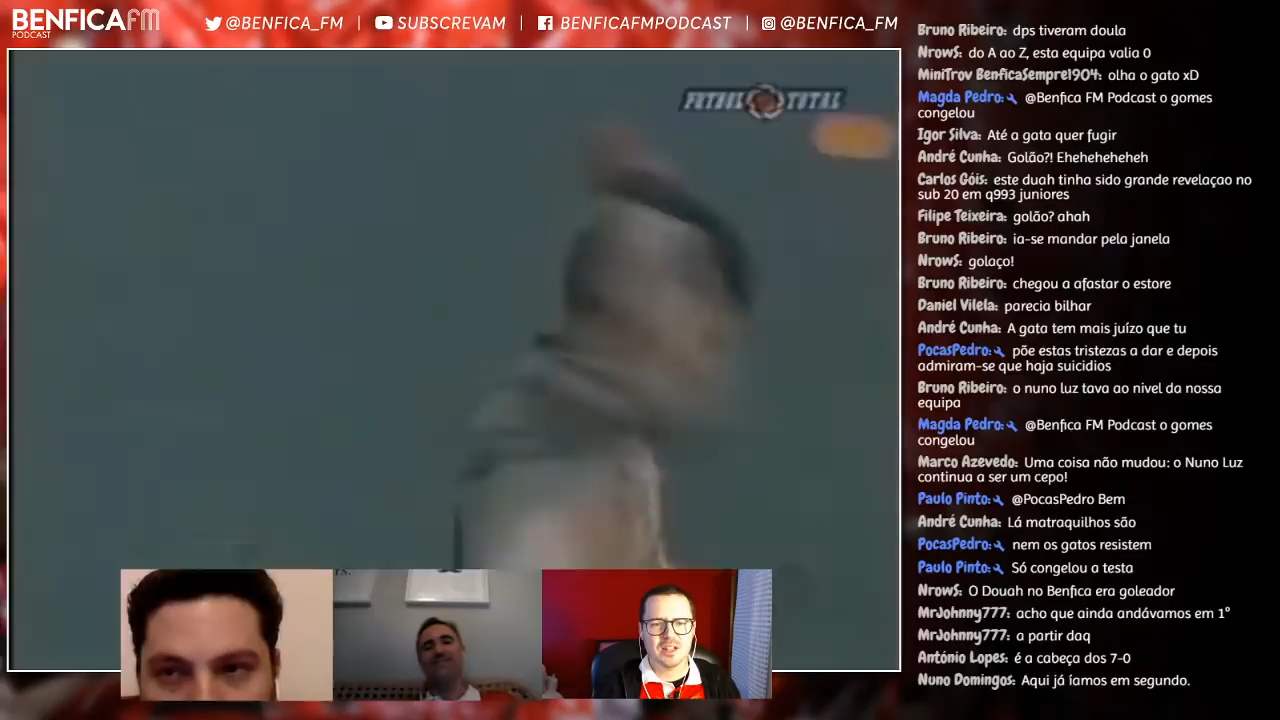 BENFICAFM
PODCAST
@BENFICA_FM | SUBSCREVAM | BENFICAFMPODCAST | @BENFICA_FM
FUTBOL TOTAL
Bruno Ribeiro: dps tiveram doula
NrowS: do A ao Z, esta equipa valia 0
MiniTrov BenficaSempre1904: olha o gato xD
Magda Pedro: @Benfica FM Podcast o gomes
congelou
Igor Silva: Até a gata quer fugir
André Cunha: Golão?! Eheheheheheh
Carlos Góis: este duah tinha sido grande revelaçao no
sub 20 em q993 juniores
Filipe Teixeira: golão? ahah
Bruno Ribeiro: ia-se mandar pela janela
NrowS: golaço!
Bruno Ribeiro: chegou a afastar o estore
Daniel Vilela: parecia bilhar
André Cunha: A gata tem mais juízo que tu
PocasPedro: põe estas tristezas a dar e depois
admiram-se que haja suicidios
Bruno Ribeiro: o nuno luz tava ao nivel da nossa
equipa
Magda Pedro: @Benfica FM Podcast o gomes
congelou
Marco Azevedo: Uma coisa não mudou: o Nuno Luz
continua a ser um cepo!
Paulo Pinto: @PocasPedro Bem
André Cunha: Lá matraquilhos são
PocasPedro: nem os gatos resistem
Paulo Pinto: Só congelou a testa
NrowS: O Douah no Benfica era goleador
MrJohnny777: acho que ainda andávamos em 1º
MrJohnny777: a partir daq
António Lopes: é a cabeça dos 7-0
Nuno Domingos: Aqui já íamos em segundo.